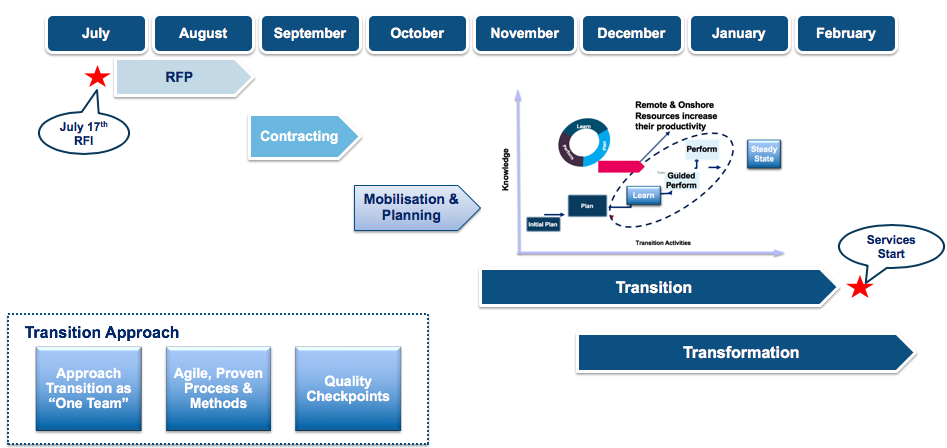 July
August
September
October
November
December
January
February
RFP
July 17th
RFI
Contracting
Mobilisation &
Planning
Remote & Onshore
Resources increase
their productivity
Learn
Plan
Perform
Knowledge
Perform
Steady
State
Guided
Perform
Learn
Plan
Initial Plan
Transition Activities
Services
Start
Transition
Transformation
Transition Approach
Approach
Transition as
“One Team”
Agile, Proven
Process &
Methods
Quality
Checkpoints